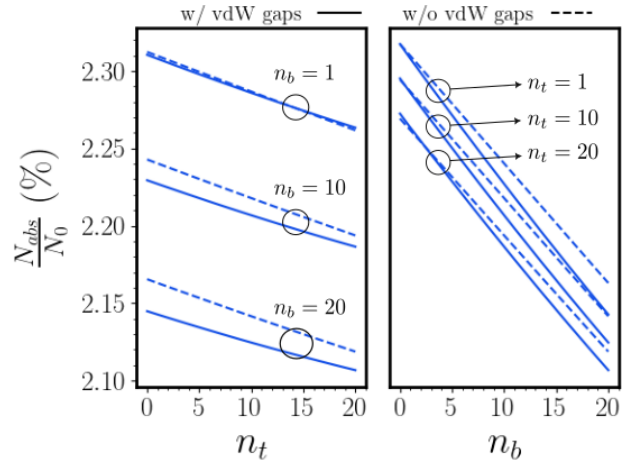 w/ vdW gaps
w/o vdW gaps
N_abs/N_0 (%)
2.30
2.25
2.20
2.15
2.10
n_b = 1
n_b = 10
n_b = 20
n_t = 1
n_t = 10
n_t = 20
0 5 10 15 20
0 5 10 15 20
n_t
n_b